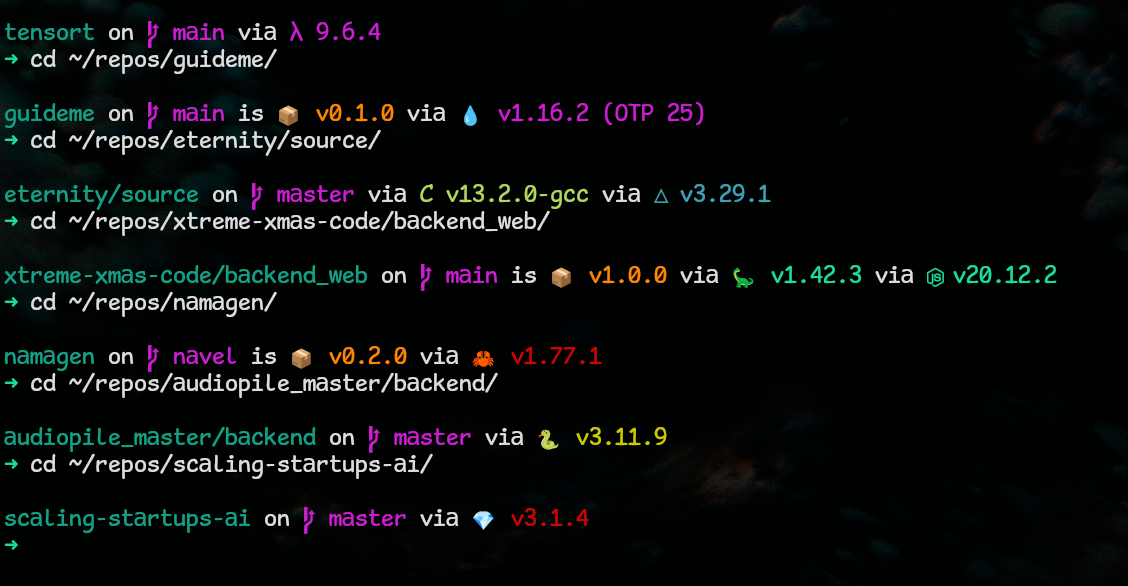 tensort on main via λ 9.6.4
➜ cd ~/repos/guideme/
guideme on main is 📦 v0.1.0 via 💧 v1.16.2 (OTP 25)
➜ cd ~/repos/eternity/source/
eternity/source on master via C v13.2.0-gcc via △ v3.29.1
➜ cd ~/repos/xtreme-xmas-code/backend_web/
xtreme-xmas-code/backend_web on main is 📦 v1.0.0 via 🦕 v1.42.3 via v20.12.2
➜ cd ~/repos/namagen/
namagen on navel is 📦 v0.2.0 via 🦀 v1.77.1
➜ cd ~/repos/audiopile_master/backend/
audiopile_master/backend on master via 🐍 v3.11.9
➜ cd ~/repos/scaling-startups-ai/
scaling-startups-ai on master via 💎 v3.1.4
➜